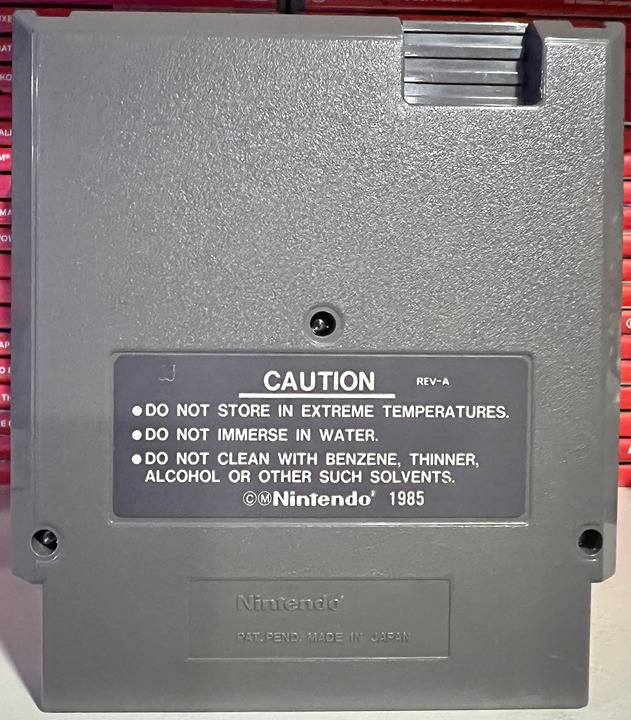 CAUTION REV-A
●DO NOT STORE IN EXTREME TEMPERATURES.
●DO NOT IMMERSE IN WATER.
●DO NOT CLEAN WITH BENZENE, THINNER,
ALCOHOL OR OTHER SUCH SOLVENTS.
©Ⓜ Nintendo® 1985
Nintendo®
PAT. PEND. MADE IN JAPAN